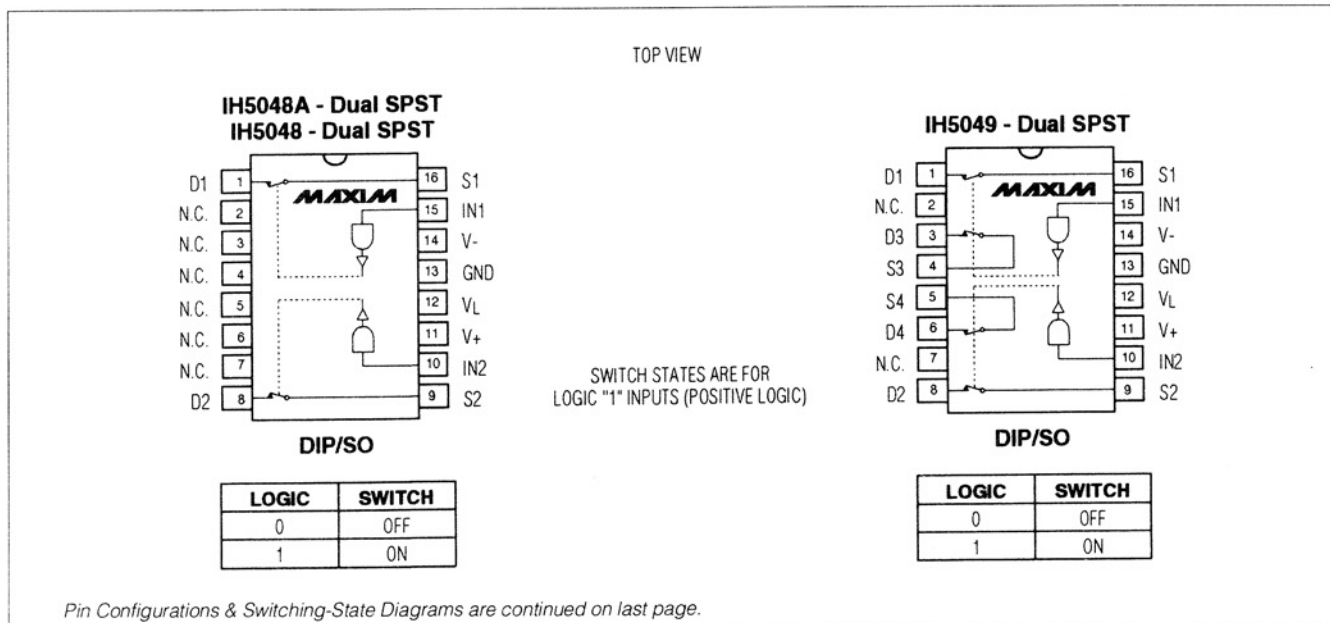 TOP VIEW
IH5048A - Dual SPST
IH5048 - Dual SPST
D1 1 16 S1
MAXIM
N.C. 2 15 IN1
N.C. 3 14 V-
N.C. 4 13 GND
N.C. 5 12 VL
N.C. 6 11 V+
N.C. 7 10 IN2
D2 8 9 S2
DIP/SO
LOGIC SWITCH
0 OFF
1 ON
SWITCH STATES ARE FOR
LOGIC "1" INPUTS (POSITIVE LOGIC)
IH5049 - Dual SPST
D1 1 16 S1
MAXIM
N.C. 2 15 IN1
D3 3 14 V-
S3 4 13 GND
S4 5 12 VL
D4 6 11 V+
N.C. 7 10 IN2
D2 8 9 S2
DIP/SO
LOGIC SWITCH
0 OFF
1 ON
Pin Configurations & Switching-State Diagrams are continued on last page.